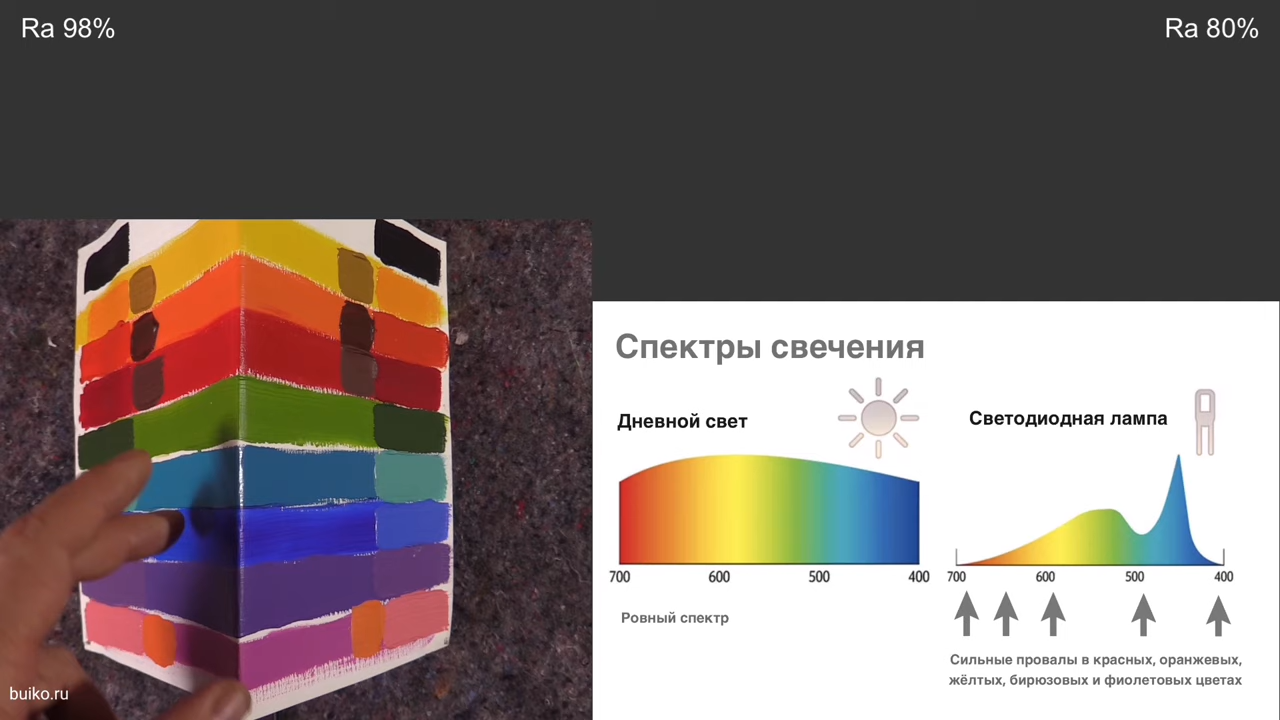 Ra 98%
Ra 80%
Спектры свечения
Дневной свет
Светодиодная лампа
700 600 500 400
700 600 500 400
Ровный спектр
Сильные провалы в красных, оранжевых,
жёлтых, бирюзовых и фиолетовых цветах
buiko.ru